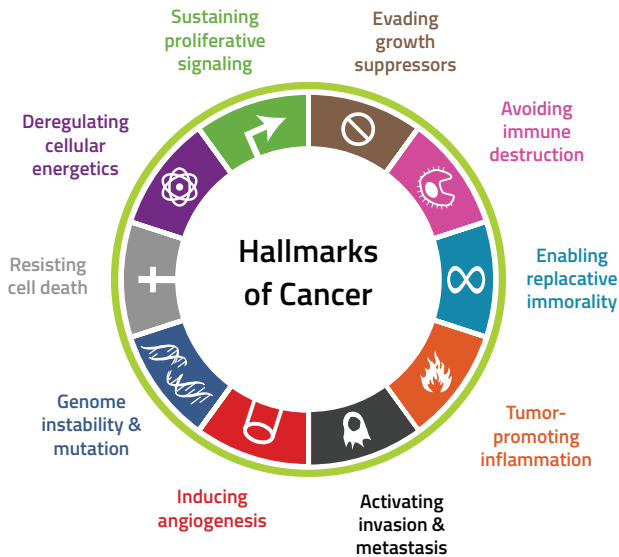 Sustaining
proliferative
signaling
Evading
growth
suppressors
Avoiding
immune
destruction
Enabling
replacative
immorality
Tumor-
promoting
inflammation
Activating
invasion &
metastasis
Inducing
angiogenesis
Genome
instability &
mutation
Resisting
cell death
Deregulating
cellular
energetics
Hallmarks
of Cancer